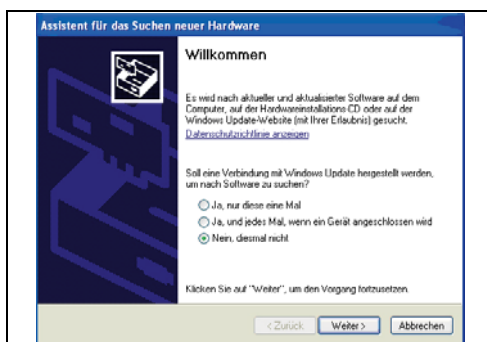 Assistent für das Suchen neuer Hardware
Willkommen
Es wird nach aktueller und aktualisierter Software auf dem
Computer, auf der Hardwareinstallations-CD oder auf der
Windows Update-Website (mit Ihrer Erlaubnis) gesucht.
Datenschutzrichtlinie anzeigen
Soll eine Verbindung mit Windows Update hergestellt werden,
um nach Software zu suchen?
Ja, nur diese eine Mal
Ja, und jedes Mal, wenn ein Gerät angeschlossen wird
Nein, diesmal nicht
Klicken Sie auf "Weiter", um den Vorgang fortzusetzen.
< Zurück Weiter > Abbrechen